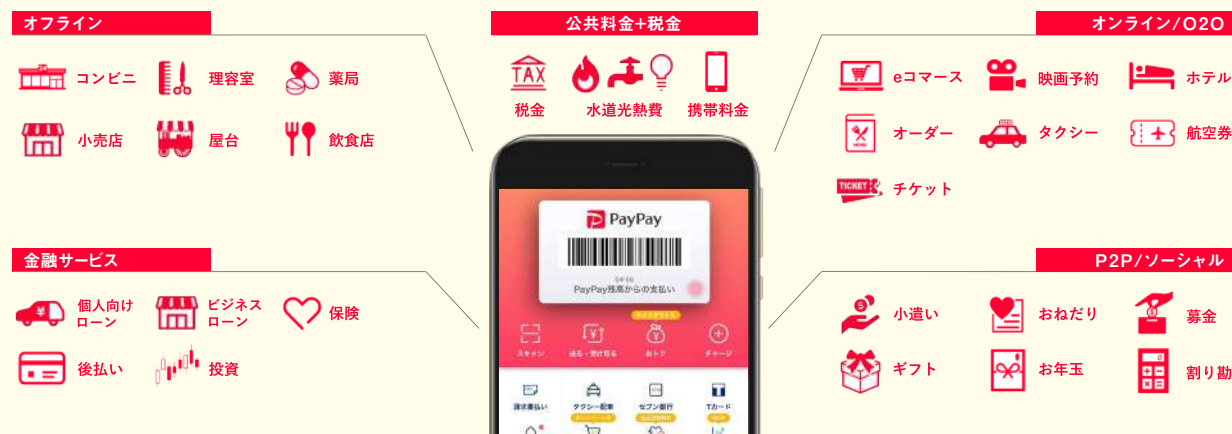 オフライン
コンビニ
理容室
薬局
小売店
屋台
飲食店
公共料金+税金
TAX
税金
水道光熱費
携帯料金
オンライン/O2O
eコマース
映画予約
ホテル
MENU
オーダー
タクシー
航空券
TICKET
チケット
金融サービス
個人向け
ローン
ビジネス
ローン
保険
後払い
投資
PayPay
PayPay残高からの支払い
スキャン
送る・受け取る
おトク
チャージ
請求書払い
タクシー配車
セブン銀行
Tカード
P2P/ソーシャル
小遣い
おねだり
募金
ギフト
お年玉
割り勘